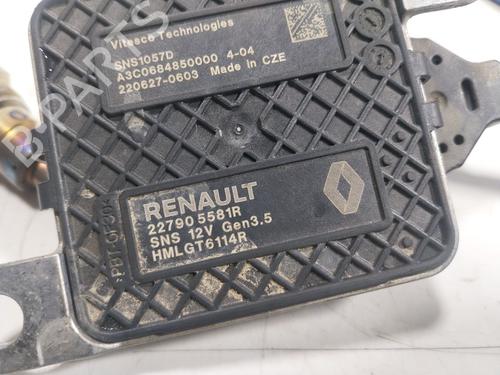 Vitesco Technologies
SNS1057D
A3C0684850000 4-04
220627-0603 Made in CZE
RENAULT
22790 5581R
SNS 12V Gen3.5
HMLGT6114R
B-PARTS